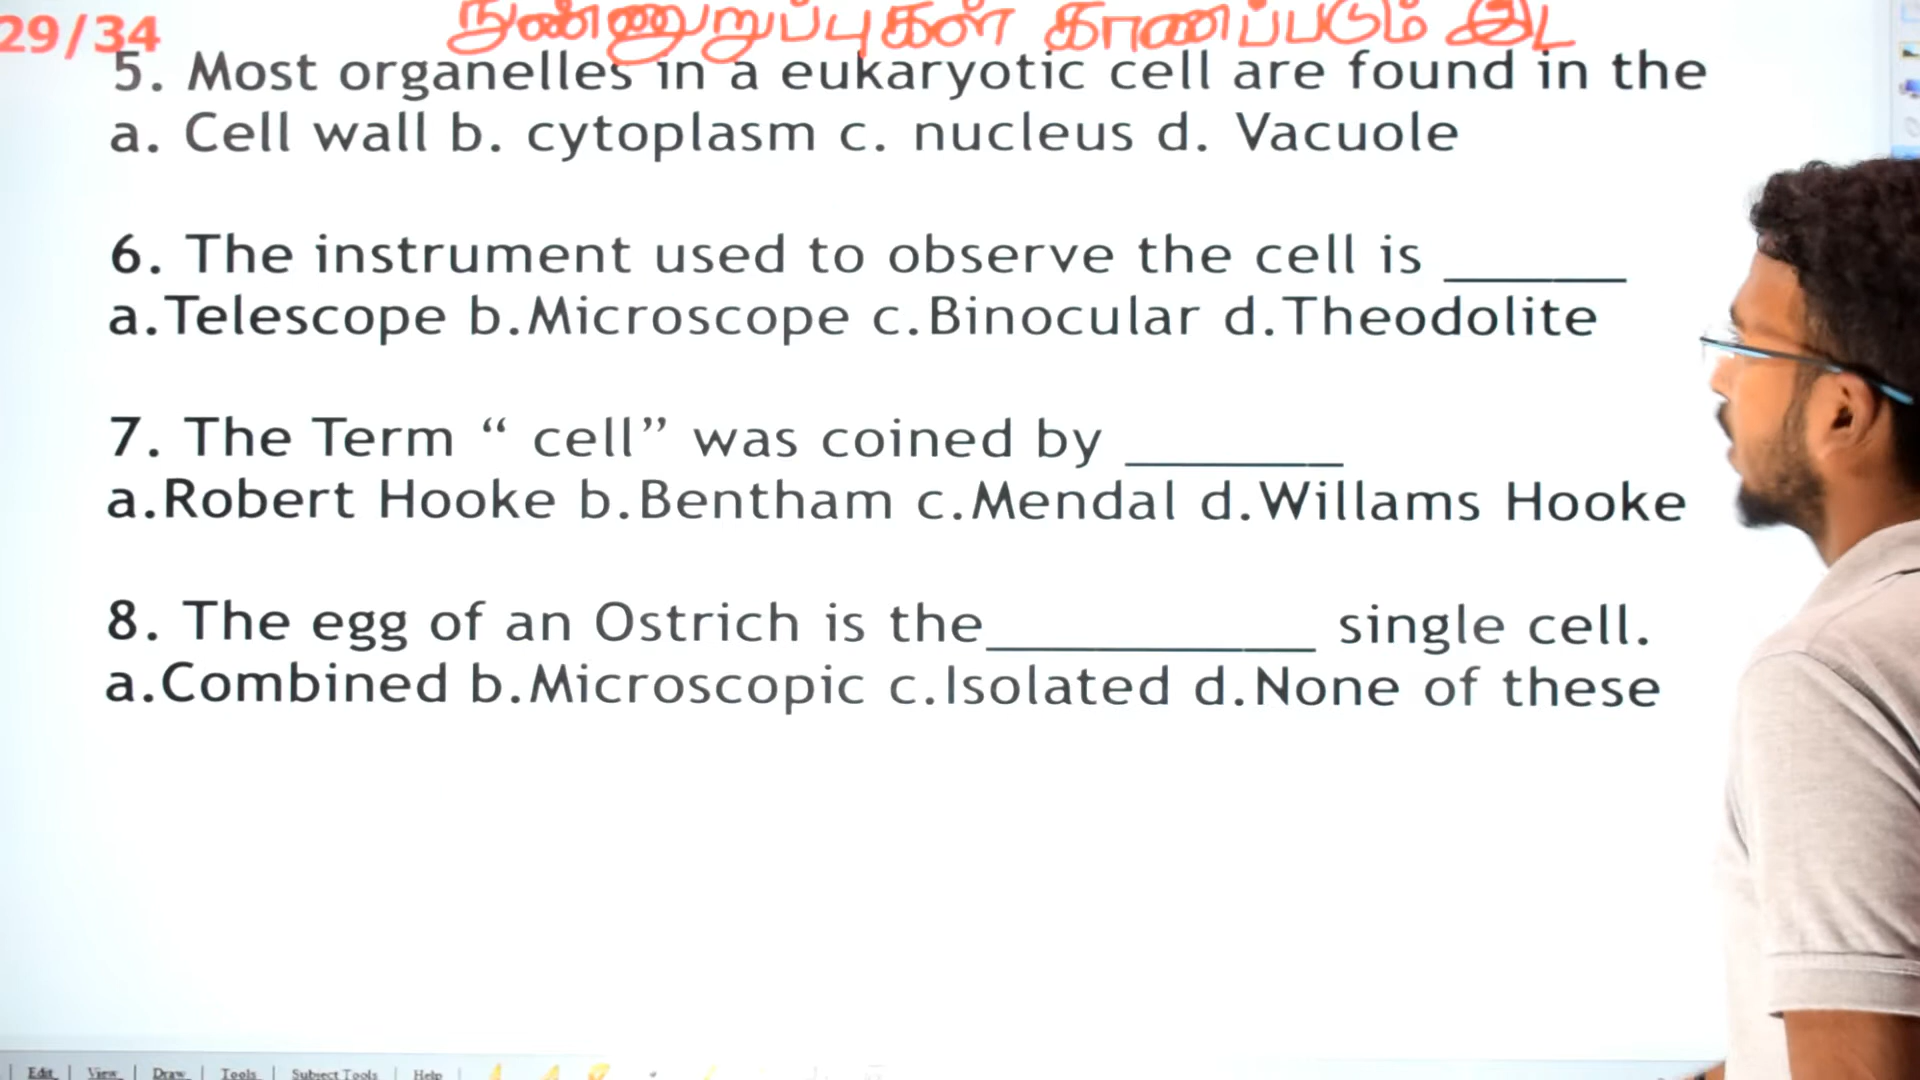 29/34 நுண்ணுறுப்புகள் காணப்படும் இட
5. Most organelles in a eukaryotic cell are found in the
a. Cell wall b. cytoplasm c. nucleus d. Vacuole
6. The instrument used to observe the cell is ______
a.Telescope b.Microscope c.Binocular d.Theodolite
7. The Term “ cell” was coined by _______
a.Robert Hooke b.Bentham c.Mendal d.Willams Hooke
8. The egg of an Ostrich is the___________ single cell.
a.Combined b.Microscopic c.Isolated d.None of these
| Edit | View | Draw | Tools | Subject Tools | Help |